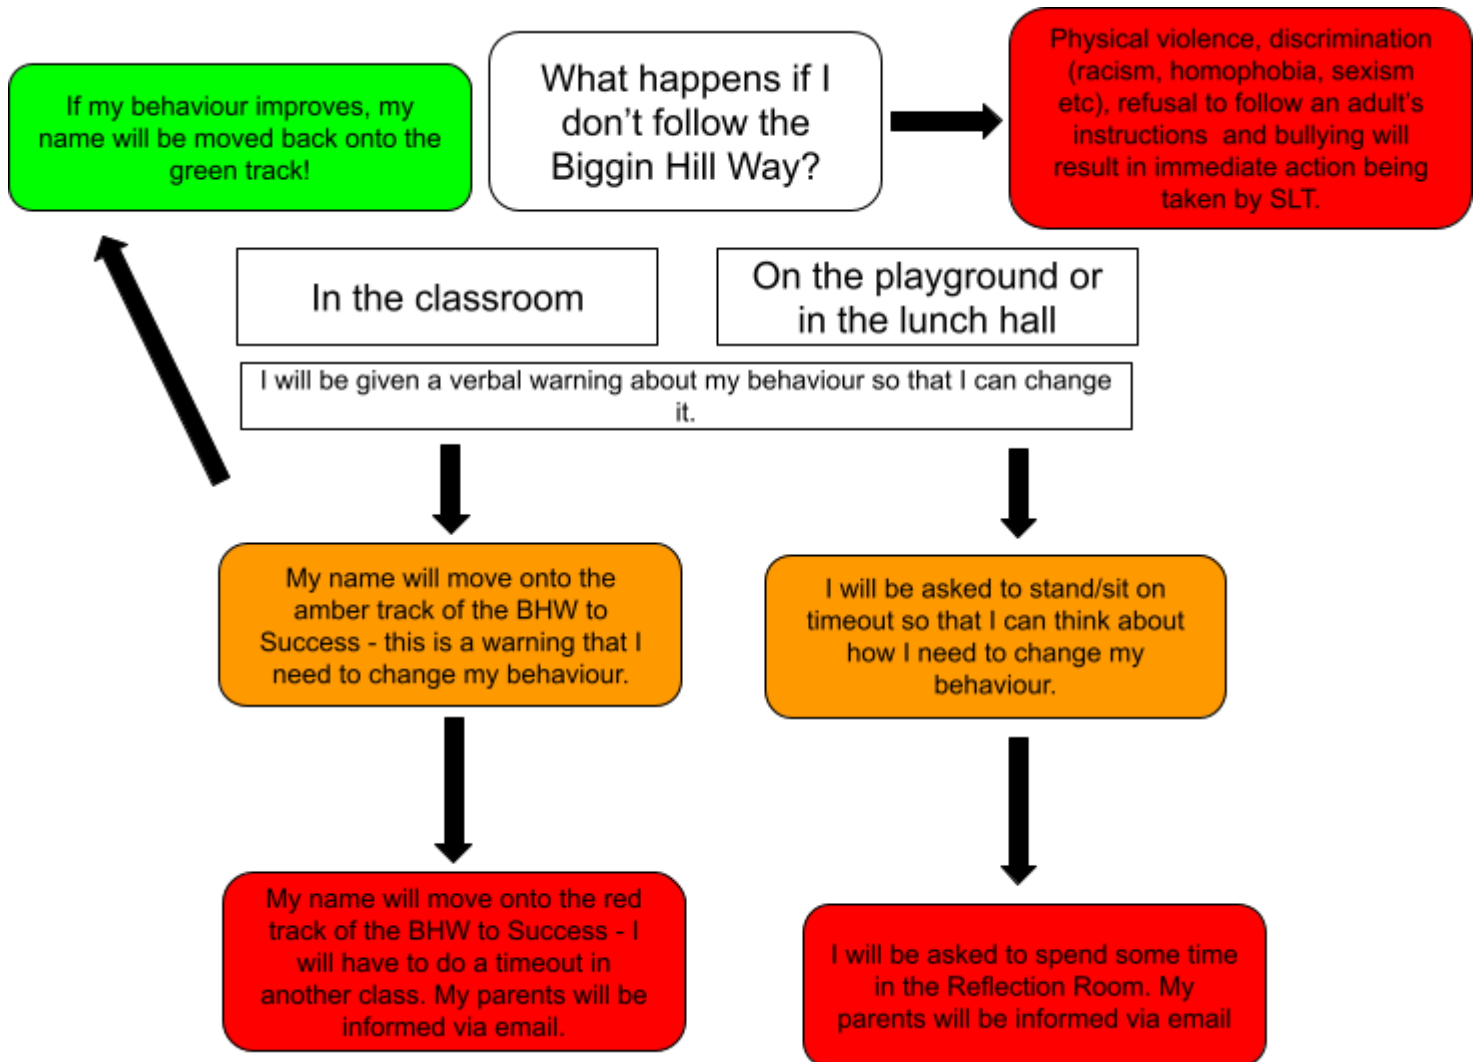 If my behaviour improves, my
name will be moved back onto the
green track!
What happens if I
don’t follow the
Biggin Hill Way?
Physical violence, discrimination
(racism, homophobia, sexism
etc), refusal to follow an adult’s
instructions  and bullying will
result in immediate action being
taken by SLT.
In the classroom
On the playground or
in the lunch hall
I will be given a verbal warning about my behaviour so that I can change
it.
My name will move onto the
amber track of the BHW to
Success - this is a warning that I
need to change my behaviour.
I will be asked to stand/sit on
timeout so that I can think about
how I need to change my
behaviour.
My name will move onto the red
track of the BHW to Success - I
will have to do a timeout in
another class. My parents will be
informed via email.
I will be asked to spend some time
in the Reflection Room. My
parents will be informed via email